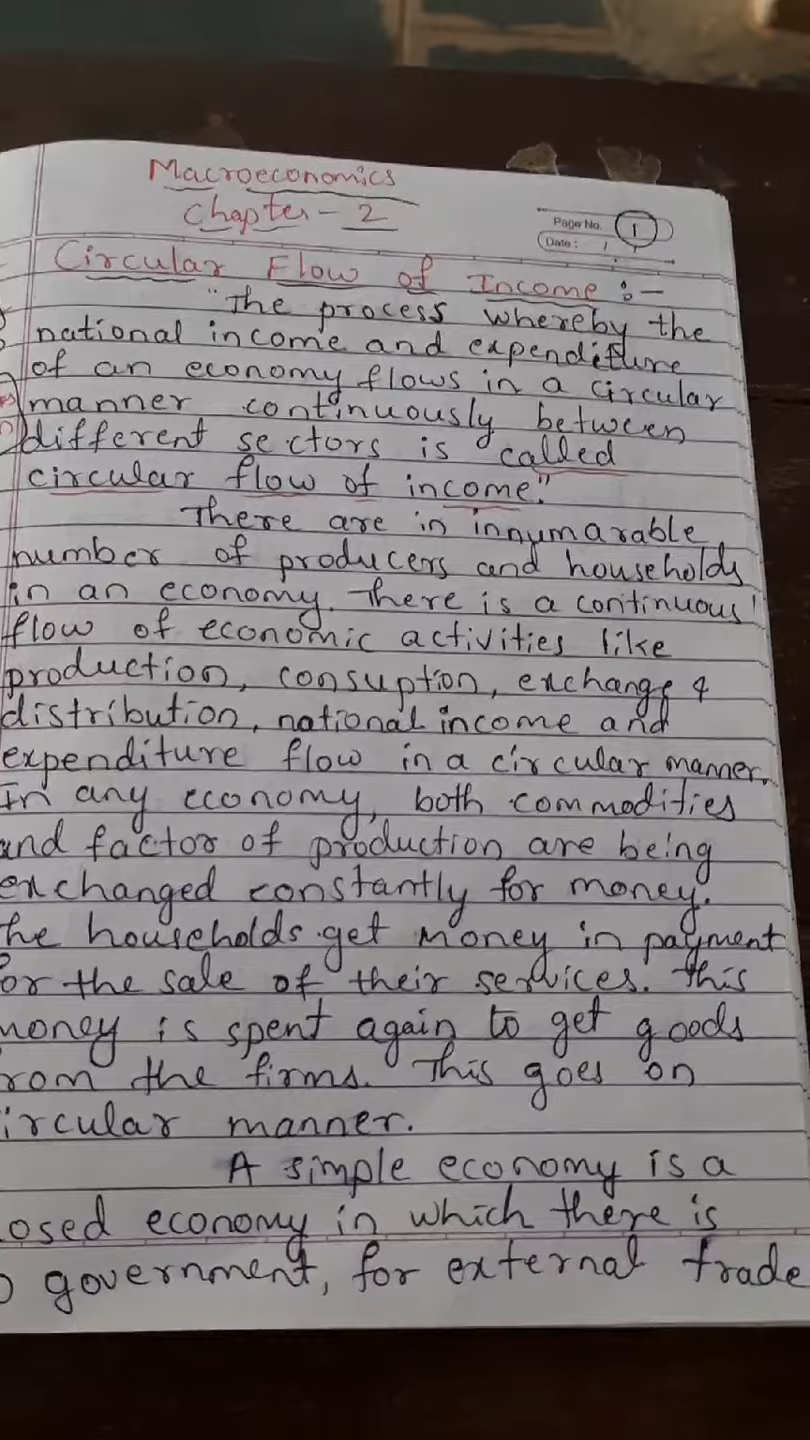 Macroeconomics
Chapter - 2
Page No. 1
Date : / /
Circular Flow of Income :-
"The process whereby the
national income and expenditure
of an economy flows in a circular
manner continuously between
different sectors is called
circular flow of income."
There are in innumarable
number of producers and households
in an economy. There is a continuous
flow of economic activities like
production, consuption, exchange &
distribution, national income and
expenditure flow in a circular manner.
In any economy, both commodities
and factor of production are being
exchanged constantly for money.
he households get money in payment
or the sale of their services. This
money is spent again to get goods
rom the firms. This goes on
ircular manner.
A simple economy is a
losed economy in which there is
o government, for external trade